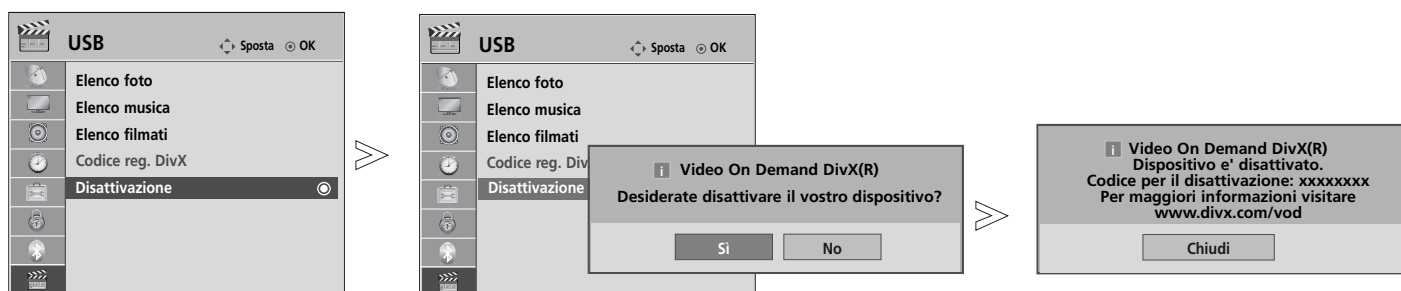 USB
Sposta OK
Elenco foto
Elenco musica
Elenco filmati
Codice reg. DivX
Disattivazione
USB
Sposta OK
Elenco foto
Elenco musica
Elenco filmati
Codice reg. Div
Disattivazione
i Video On Demand DivX(R)
Desiderate disattivare il vostro dispositivo?
Sì No
i Video On Demand DivX(R)
Dispositivo e' disattivato.
Codice per il disattivazione: xxxxxxxx
Per maggiori informazioni visitare
www.divx.com/vod
Chiudi